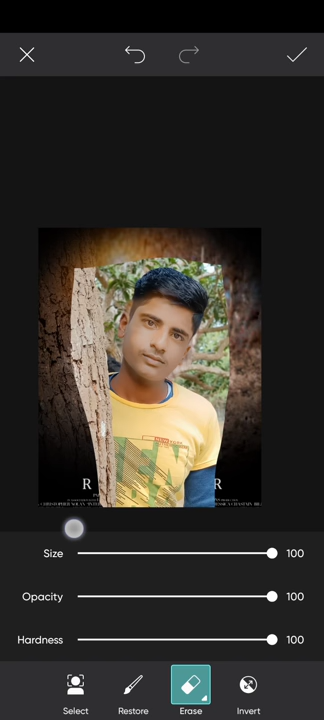 R R
Size 100
Opacity 100
Hardness 100
Select Restore Erase Invert